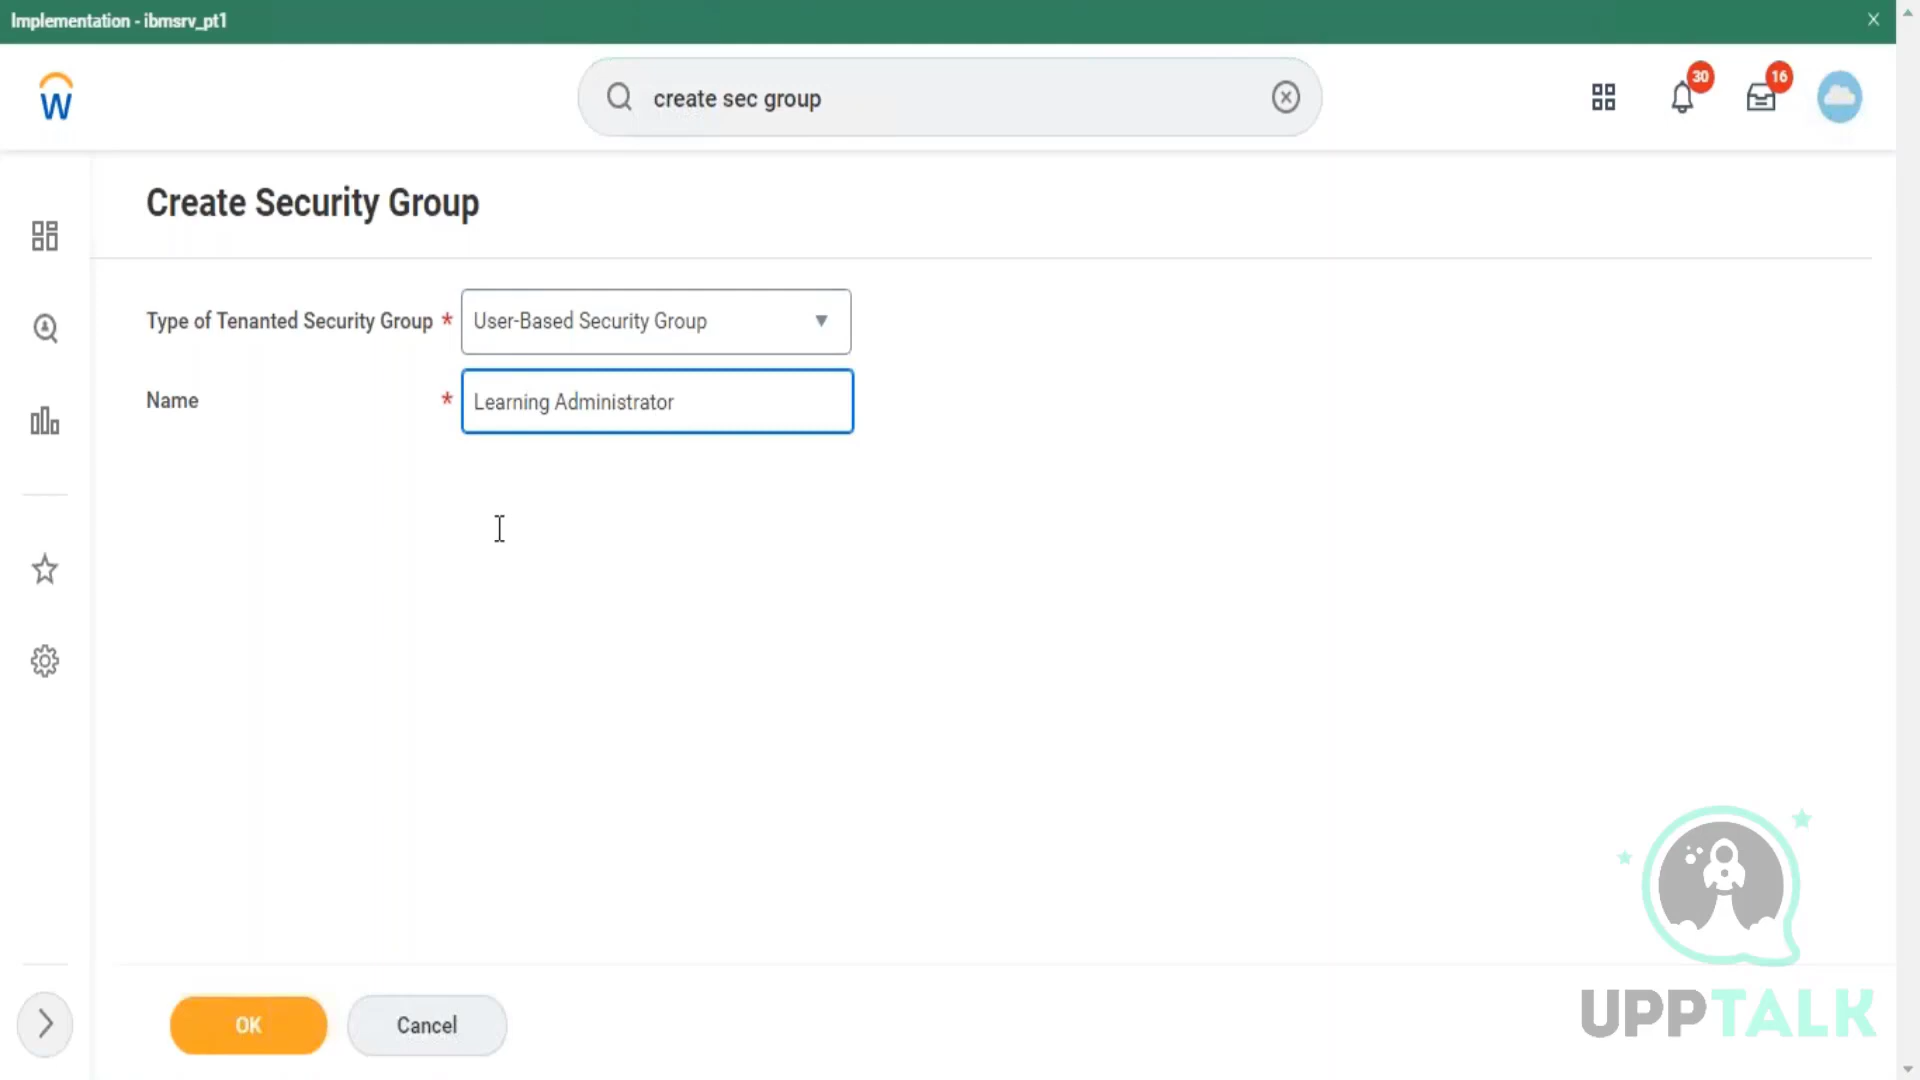 Implementation - ibmsrv_pt1
X
W
create sec group
30
16
Create Security Group
Type of Tenanted Security Group * User-Based Security Group
Name * Learning Administrator
OK
Cancel
UPPTALK